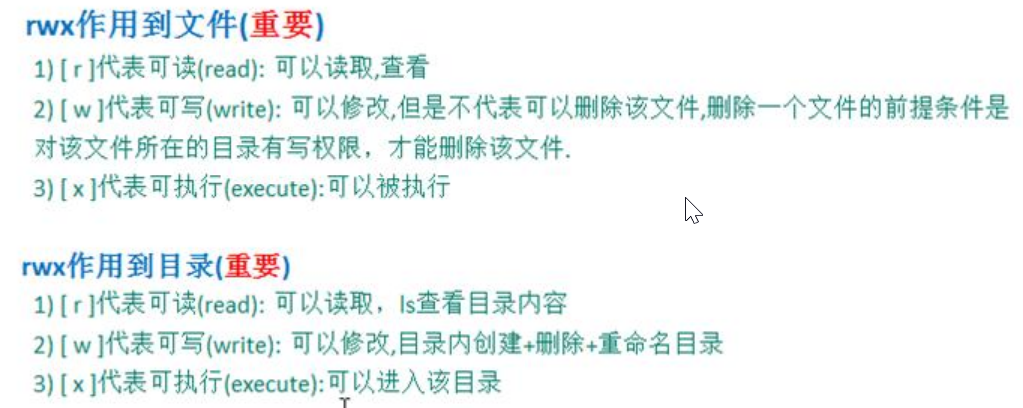 rwx作用到文件(重要)
1) [ r ]代表可读(read): 可以读取,查看
2) [ w ]代表可写(write): 可以修改,但是不代表可以删除该文件,删除一个文件的前提条件是
对该文件所在的目录有写权限，才能删除该文件.
3) [ x ]代表可执行(execute):可以被执行
rwx作用到目录(重要)
1) [ r ]代表可读(read): 可以读取，ls查看目录内容
2) [ w ]代表可写(write): 可以修改,目录内创建+删除+重命名目录
3) [ x ]代表可执行(execute):可以进入该目录